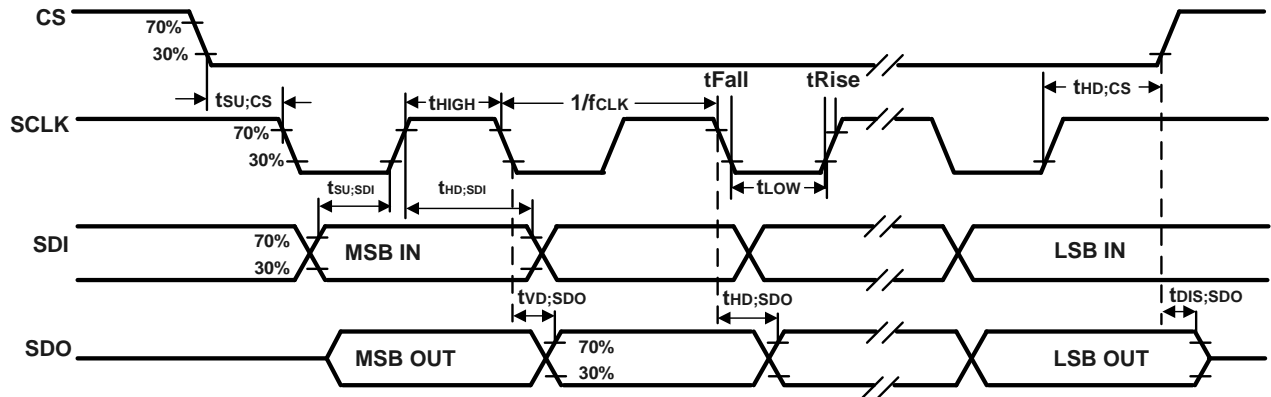 CS
70%
30%
tFall
tRise
tSU;CS
tHIGH
1/fCLK
tHD;CS
SCLK
70%
30%
tSU;SDI
tHD;SDI
tLOW
SDI
70%
30%
MSB IN
LSB IN
tVD;SDO
tHD;SDO
tDIS;SDO
SDO
MSB OUT
70%
30%
LSB OUT